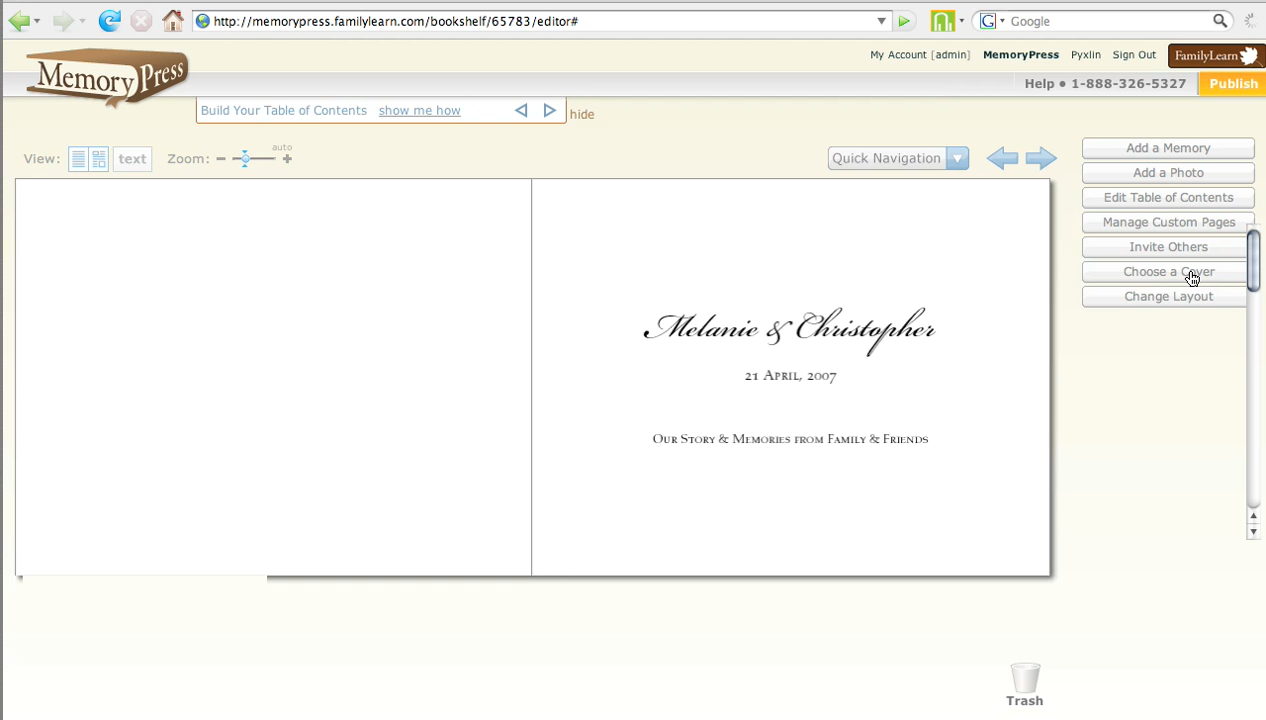 http://memorypress.familylearn.com/bookshelf/65783/editor#
G Google
My Account [admin] MemoryPress Pyxlin Sign Out FamilyLearn
MemoryPress
Help • 1-888-326-5327 Publish
Build Your Table of Contents show me how hide
View: text Zoom: auto
Quick Navigation
Add a Memory
Add a Photo
Edit Table of Contents
Manage Custom Pages
Invite Others
Choose a Cover
Change Layout
Melanie & Christopher
21 April, 2007
Our Story & Memories from Family & Friends
Trash